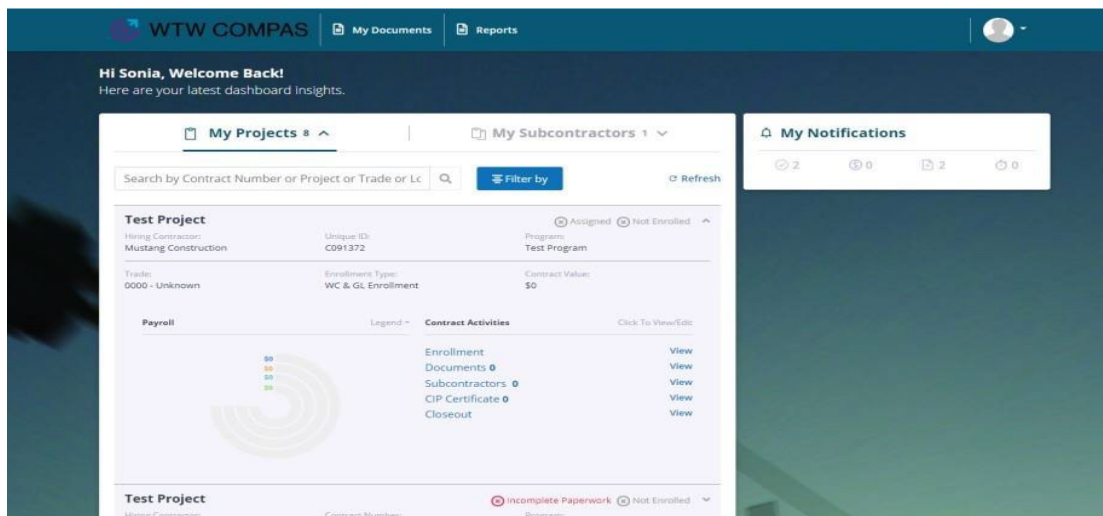 WTW COMPAS My Documents Reports
Hi Sonia, Welcome Back!
Here are your latest dashboard insights.
My Projects 8 My Subcontractors 1
My Notifications
2 0 2 0
Search by Contract Number or Project or Trade or Lc Filter by Refresh
Test Project Assigned Not Enrolled
Hiring Contractor: Unique ID: Program:
Mustang Construction C091372 Test Program
Trade: Enrollment Type: Contract Value:
0000 - Unknown WC & GL Enrollment $0
Payroll Legend Contract Activities Click To View/Edit
$0
$0
$0
$0
Enrollment View
Documents 0 View
Subcontractors 0 View
CIP Certificate 0 View
Closeout View
Test Project Incomplete Paperwork Not Enrolled
Hiring Contractor: Contract Number: Program: